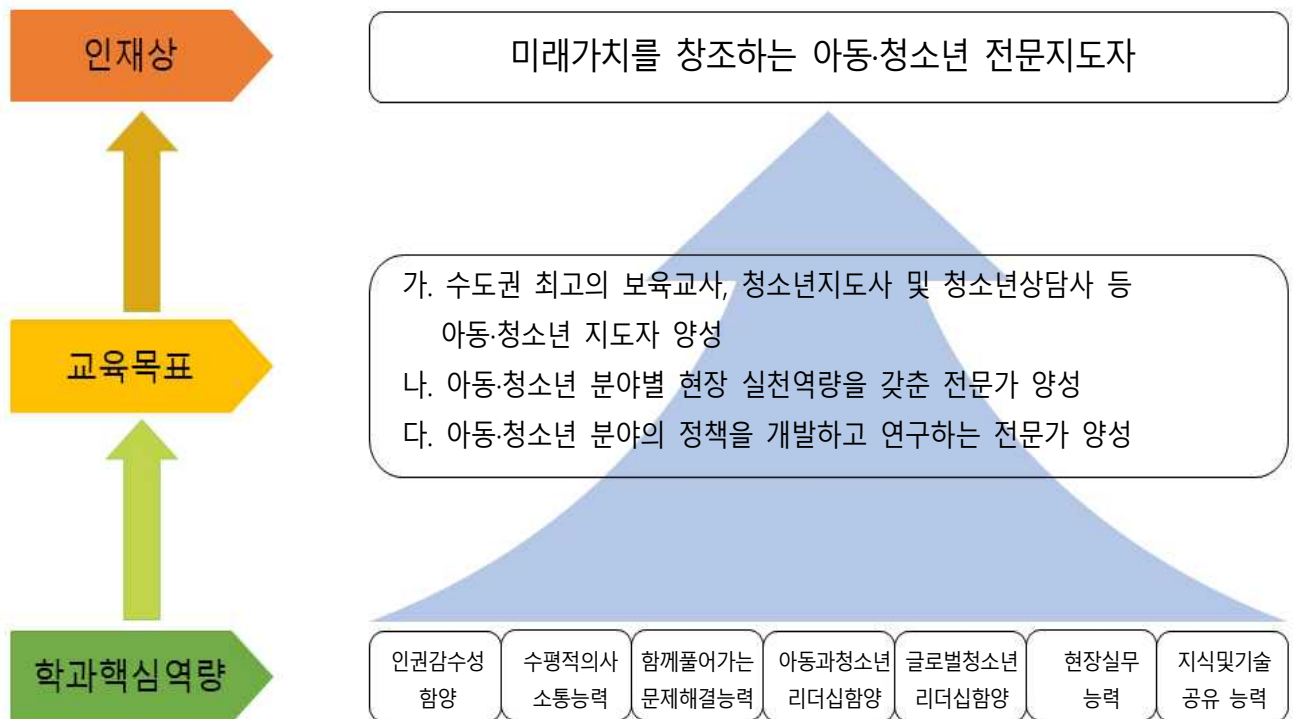 인재상
미래가치를 창조하는 아동·청소년 전문지도자
교육목표
가. 수도권 최고의 보육교사, 청소년지도사 및 청소년상담사 등
아동·청소년 지도자 양성
나. 아동·청소년 분야별 현장 실천역량을 갖춘 전문가 양성
다. 아동·청소년 분야의 정책을 개발하고 연구하는 전문가 양성
학과핵심역량
인권감수성
함양
수평적의사
소통능력
함께풀어가는
문제해결능력
아동과청소년
리더십함양
글로벌청소년
리더십함양
현장실무
능력
지식및기술
공유 능력